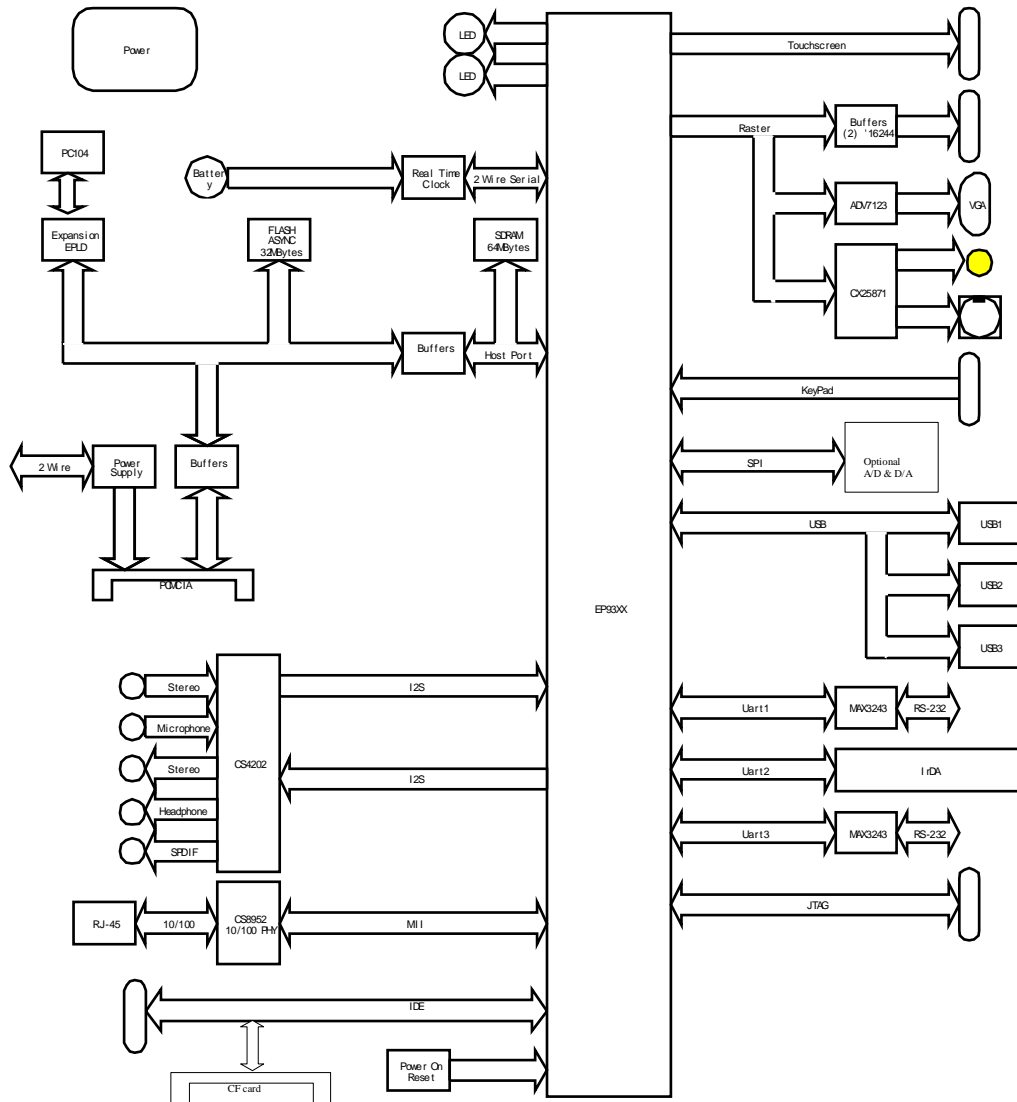 Power
LED
LED
Touchscreen
Raster
Buffers
(2) '16244
PC104
Batter
y
Real Time
Clock
2 Wire Serial
ADV7123
VGA
Expansion
EPLD
FLASH
ASYNC
32MBytes
SDRAM
64MBytes
CX25871
Buffers
Host Port
KeyPad
2 Wire
Power
Supply
Buffers
SPI
Optional
A/D & D/A
USB
USB1
PCMCIA
USB2
EP93XX
USB3
Stereo
I2S
Uart1
MAX3243
RS-232
Microphone
CS4202
Stereo
I2S
Uart2
IrDA
Headphone
Uart3
MAX3243
RS-232
SPDIF
JTAG
RJ-45
10/100
CS8952
10/100 PHY
MII
IDE
Power On
Reset
CF card